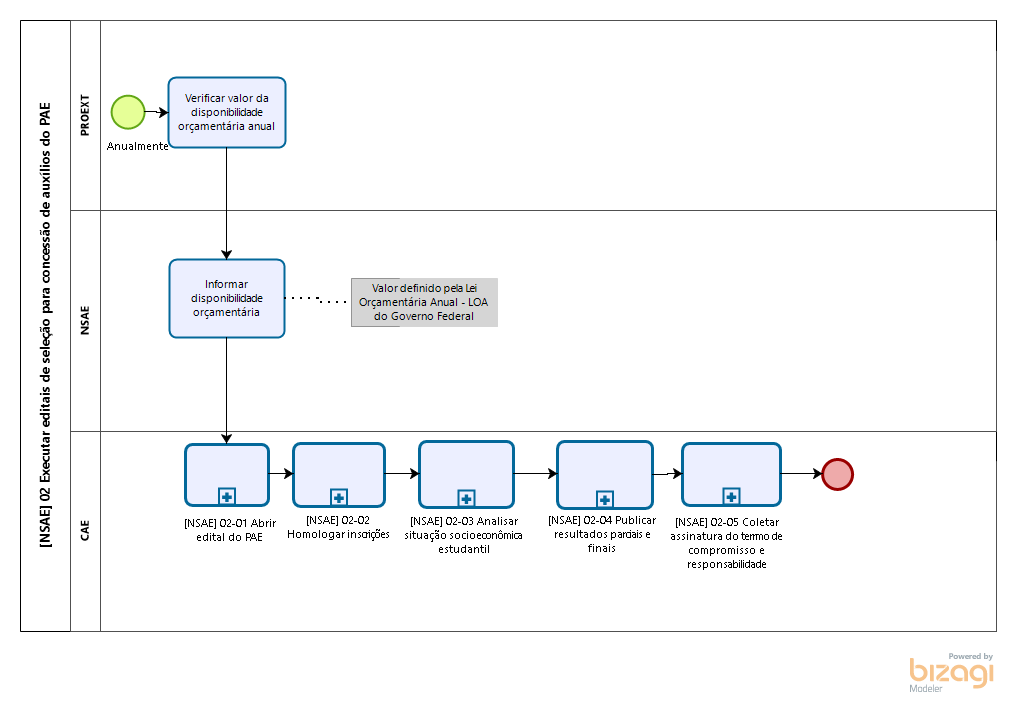 [NSAE] 02 Executar editais de seleção para concessão de auxílios do PAE
PROEXT
Anualmente
Verificar valor da
disponibilidade
orçamentária anual
NSAE
Informar
disponibilidade
orçamentária
Valor definido pela Lei
Orçamentária Anual - LOA
do Governo Federal
CAE
[NSAE] 02-01 Abrir
edital do PAE
[NSAE] 02-02
Homologar inscrições
[NSAE] 02-03 Analisar
situação socioeconômica
estudantil
[NSAE] 02-04 Publicar
resultados parciais e
finais
[NSAE] 02-05 Coletar
assinatura do termo de
compromisso e
responsabilidade
Powered by
bizagi
Modeler